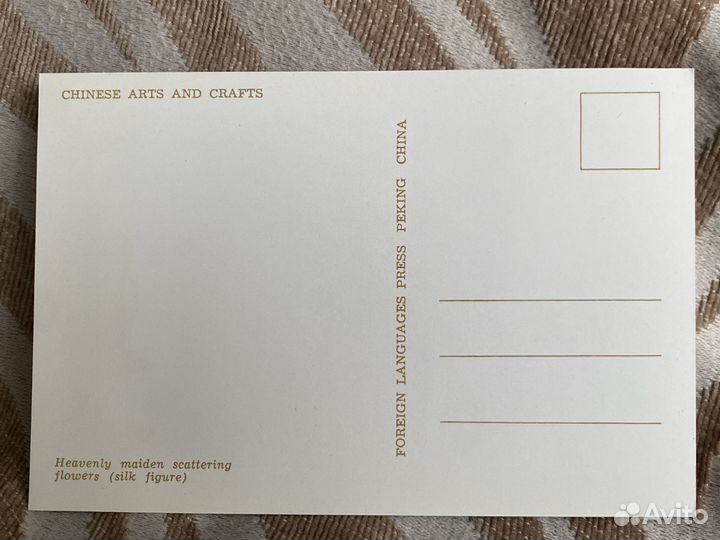 CHINESE ARTS AND CRAFTS
FOREIGN LANGUAGES PRESS PEKING CHINA
Heavenly maiden scattering
flowers (silk figure)
Avito